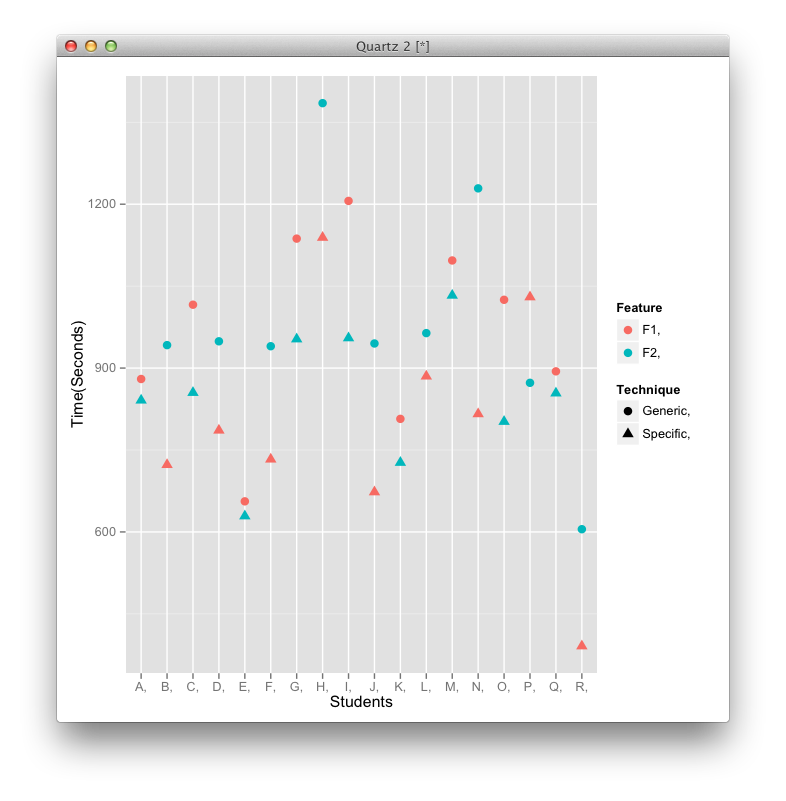 Quartz 2 [*]
1200
900
600
Time(Seconds)
A, B, C, D, E, F, G, H, I, J, K, L, M, N, O, P, Q, R,
Students
Feature
F1,
F2,
Technique
Generic,
Specific,